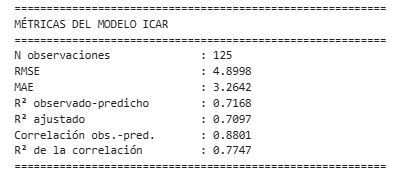 ==========================================================
MÉTRICAS DEL MODELO ICAR
==========================================================
N observaciones : 125
RMSE : 4.8998
MAE : 3.2642
R² observado-predicho : 0.7168
R² ajustado : 0.7097
Correlación obs.-pred. : 0.8801
R² de la correlación : 0.7747
==========================================================